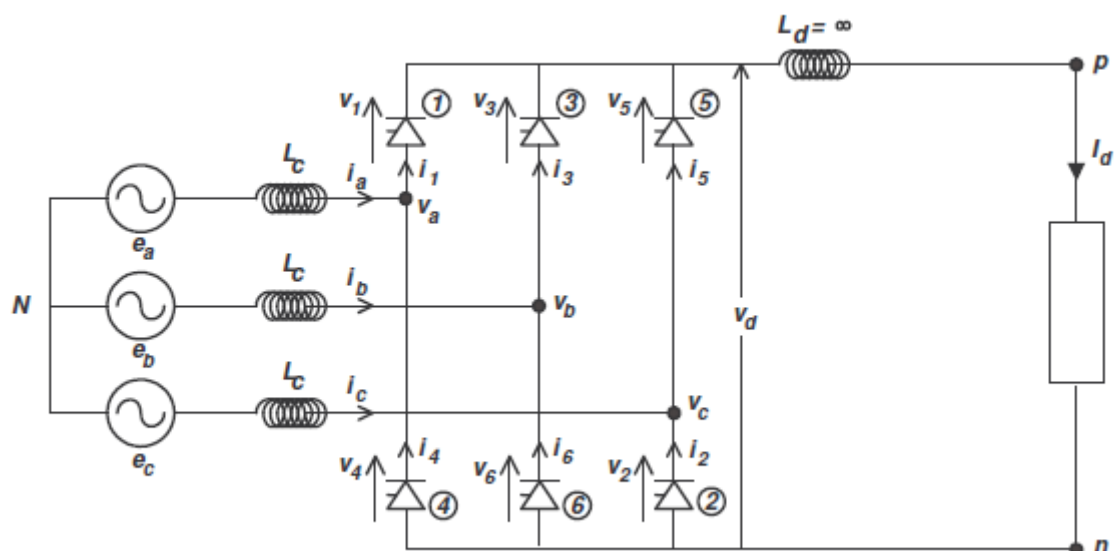 L_d = ∞
p
v_1 ① v_3 ③ v_5 ⑤
I_d
L_c i_a i_1 i_3 i_5
v_a
e_a
L_c i_b
N v_b v_d
e_b
L_c i_c
v_c
e_c
i_4 i_6 i_2
v_4 v_6 v_2
④ ⑥ ②
n